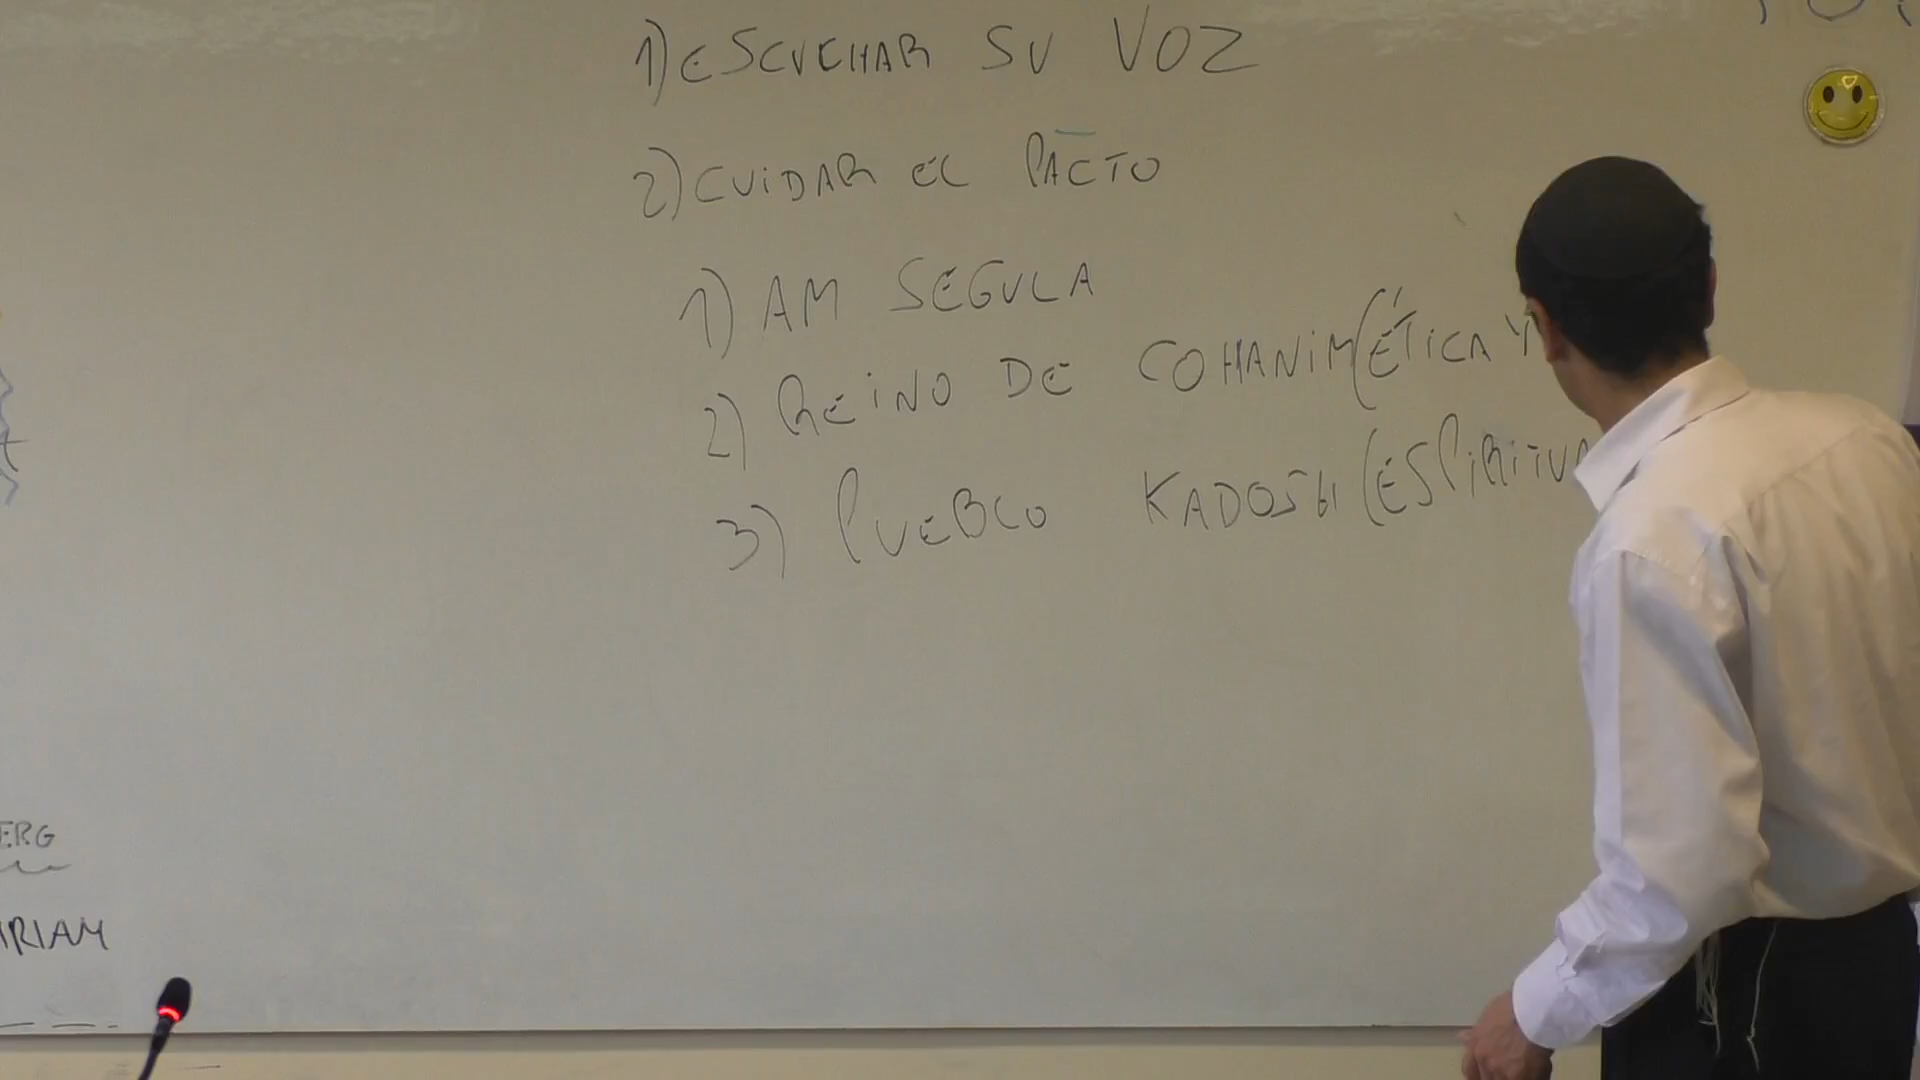 1) ESCUCHAR SU VOZ
2) CUIDAR EL PACTO
1) AM SEGULA
2) REINO DE COHANIM (ÉTICA Y
3) PUEBLO KADOSH (ESPIRITUA
ERG
IRIAM